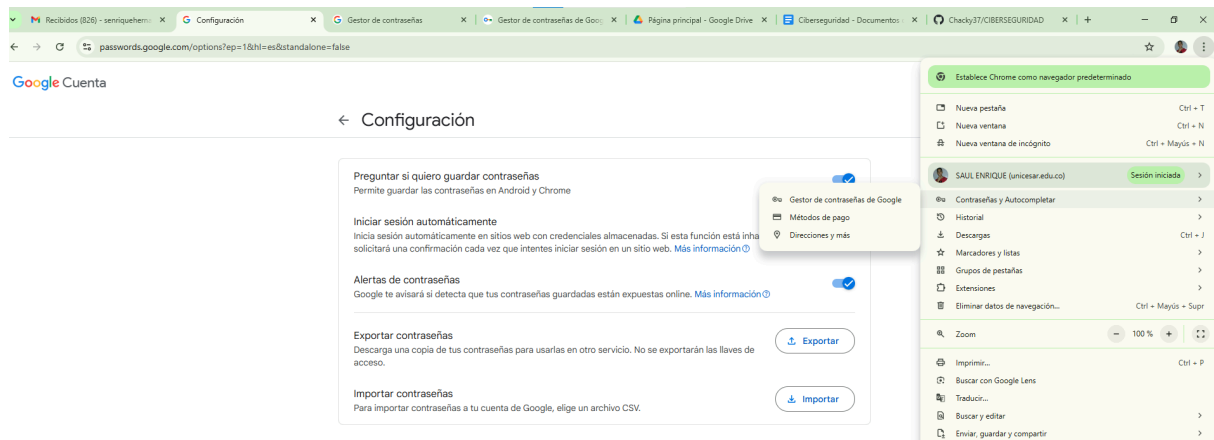 Recibidos (826) - senriquehern
Configuración
Gestor de contraseñas
Gestor de contraseñas de Goog
Página principal - Google Drive
Ciberseguridad - Documentos
Chacky37/CIBERSEGURIDAD
passwords.google.com/options?ep=1&hl=es&standalone=false
Google Cuenta
Configuración
Preguntar si quiero guardar contraseñas
Permite guardar las contraseñas en Android y Chrome
Iniciar sesión automáticamente
Inicia sesión automáticamente en sitios web con credenciales almacenadas. Si esta función está inha
solicitará una confirmación cada vez que intentes iniciar sesión en un sitio web. Más información
Alertas de contraseñas
Google te avisará si detecta que tus contraseñas guardadas están expuestas online. Más información
Exportar contraseñas
Descarga una copia de tus contraseñas para usarlas en otro servicio. No se exportarán las llaves de
acceso.
Exportar
Importar contraseñas
Para importar contraseñas a tu cuenta de Google, elige un archivo CSV.
Importar
Gestor de contraseñas de Google
Métodos de pago
Direcciones y más
Establece Chrome como navegador predeterminado
Nueva pestaña Ctrl + T
Nueva ventana Ctrl + N
Nueva ventana de incógnito Ctrl + Mayús + N
SAUL ENRIQUE (unicesar.edu.co) Sesión iniciada
Contraseñas y Autocompletar
Historial
Descargas Ctrl + J
Marcadores y listas
Grupos de pestañas
Extensiones
Eliminar datos de navegación... Ctrl + Mayús + Supr
Zoom - 100 % +
Imprimir... Ctrl + P
Buscar con Google Lens
Traducir...
Buscar y editar
Enviar, guardar y compartir